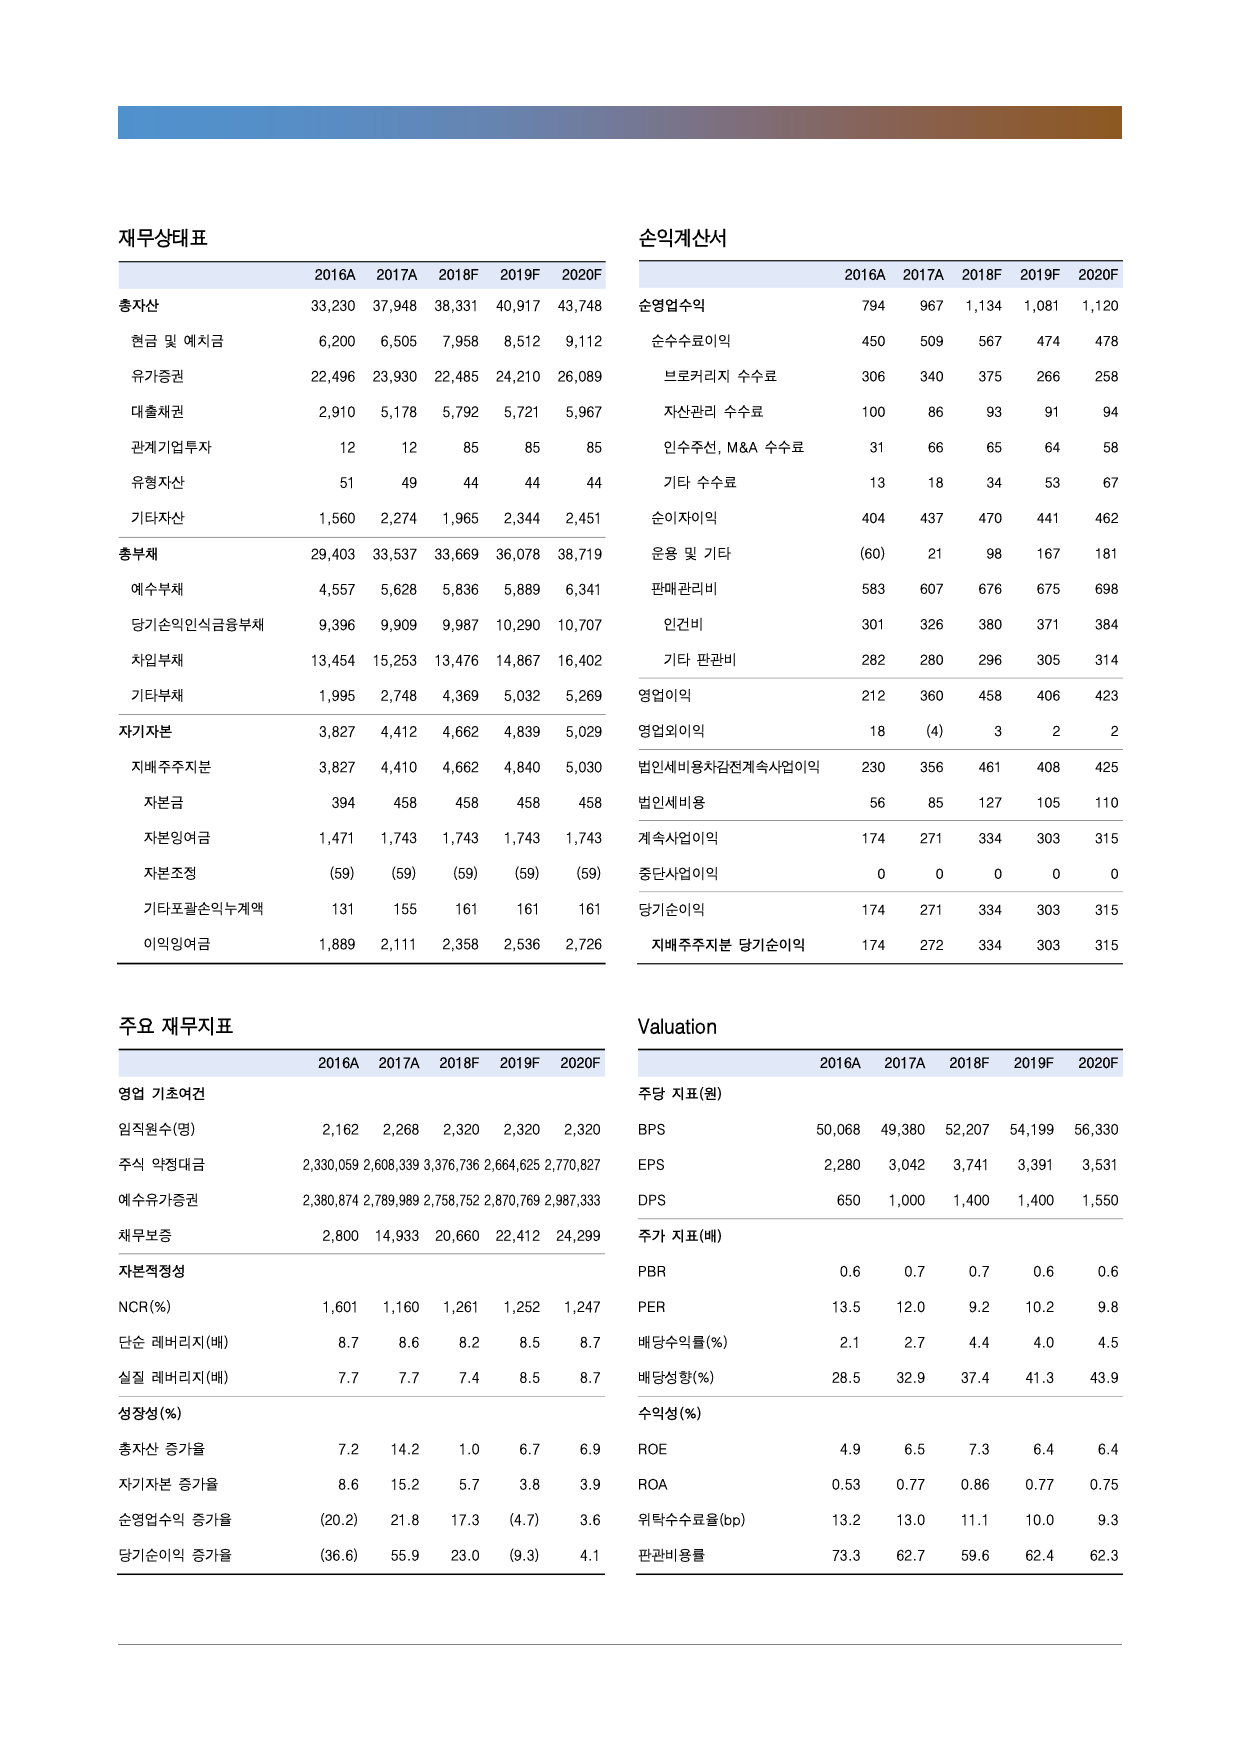 재무상태표
2016A 2017A 2018F 2019F 2020F
총자산 33,230 37,948 38,331 40,917 43,748
현금 및 예치금 6,200 6,505 7,958 8,512 9,112
유가증권 22,496 23,930 22,485 24,210 26,089
대출채권 2,910 5,178 5,792 5,721 5,967
관계기업투자 12 12 85 85 85
유형자산 51 49 44 44 44
기타자산 1,560 2,274 1,965 2,344 2,451
총부채 29,403 33,537 33,669 36,078 38,719
예수부채 4,557 5,628 5,836 5,889 6,341
당기손익인식금융부채 9,396 9,909 9,987 10,290 10,707
차입부채 13,454 15,253 13,476 14,867 16,402
기타부채 1,995 2,748 4,369 5,032 5,269
자기자본 3,827 4,412 4,662 4,839 5,029
지배주주지분 3,827 4,410 4,662 4,840 5,030
자본금 394 458 458 458 458
자본잉여금 1,471 1,743 1,743 1,743 1,743
자본조정 (59) (59) (59) (59) (59)
기타포괄손익누계액 131 155 161 161 161
이익잉여금 1,889 2,111 2,358 2,536 2,726
손익계산서
2016A 2017A 2018F 2019F 2020F
순영업수익 794 967 1,134 1,081 1,120
순수수료이익 450 509 567 474 478
브로커리지 수수료 306 340 375 266 258
자산관리 수수료 100 86 93 91 94
인수주선, M&A 수수료 31 66 65 64 58
기타 수수료 13 18 34 53 67
순이자이익 404 437 470 441 462
운용 및 기타 (60) 21 98 167 181
판매관리비 583 607 676 675 698
인건비 301 326 380 371 384
기타 판관비 282 280 296 305 314
영업이익 212 360 458 406 423
영업외이익 18 (4) 3 2 2
법인세비용차감전계속사업이익 230 356 461 408 425
법인세비용 56 85 127 105 110
계속사업이익 174 271 334 303 315
중단사업이익 0 0 0 0 0
당기순이익 174 271 334 303 315
지배주주지분 당기순이익 174 272 334 303 315
주요 재무지표
2016A 2017A 2018F 2019F 2020F
영업 기초여건
임직원수(명) 2,162 2,268 2,320 2,320 2,320
주식 약정대금 2,330,059 2,608,339 3,376,736 2,664,625 2,770,827
예수유가증권 2,380,874 2,789,989 2,758,752 2,870,769 2,987,333
채무보증 2,800 14,933 20,660 22,412 24,299
자본적정성
NCR(%) 1,601 1,160 1,261 1,252 1,247
단순 레버리지(배) 8.7 8.6 8.2 8.5 8.7
실질 레버리지(배) 7.7 7.7 7.4 8.5 8.7
성장성(%)
총자산 증가율 7.2 14.2 1.0 6.7 6.9
자기자본 증가율 8.6 15.2 5.7 3.8 3.9
순영업수익 증가율 (20.2) 21.8 17.3 (4.7) 3.6
당기순이익 증가율 (36.6) 55.9 23.0 (9.3) 4.1
Valuation
2016A 2017A 2018F 2019F 2020F
주당 지표(원)
BPS 50,068 49,380 52,207 54,199 56,330
EPS 2,280 3,042 3,741 3,391 3,531
DPS 650 1,000 1,400 1,400 1,550
주가 지표(배)
PBR 0.6 0.7 0.7 0.6 0.6
PER 13.5 12.0 9.2 10.2 9.8
배당수익률(%) 2.1 2.7 4.4 4.0 4.5
배당성향(%) 28.5 32.9 37.4 41.3 43.9
수익성(%)
ROE 4.9 6.5 7.3 6.4 6.4
ROA 0.53 0.77 0.86 0.77 0.75
위탁수수료율(bp) 13.2 13.0 11.1 10.0 9.3
판관비용률 73.3 62.7 59.6 62.4 62.3